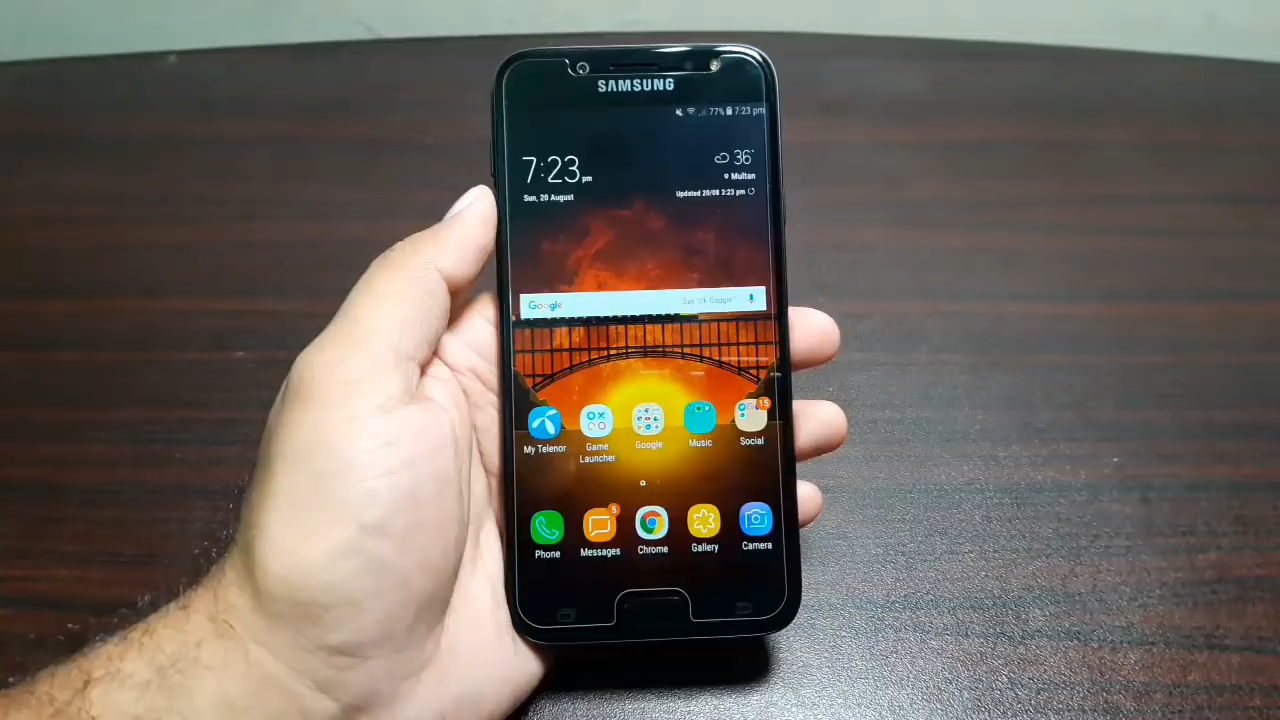 SAMSUNG
77% 7:23 pm
7:23 pm
36°
Multan
Sun, 20 August
Updated 20/08 3:23 pm
Google
Say "Ok Google"
15
My Telenor
Game Launcher
Google
Music
Social
5
Phone
Messages
Chrome
Gallery
Camera